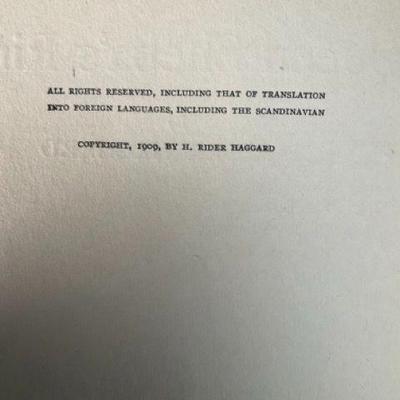 ALL RIGHTS RESERVED, INCLUDING THAT OF TRANSLATION
INTO FOREIGN LANGUAGES, INCLUDING THE SCANDINAVIAN
COPYRIGHT, 1909, BY H. RIDER HAGGARD